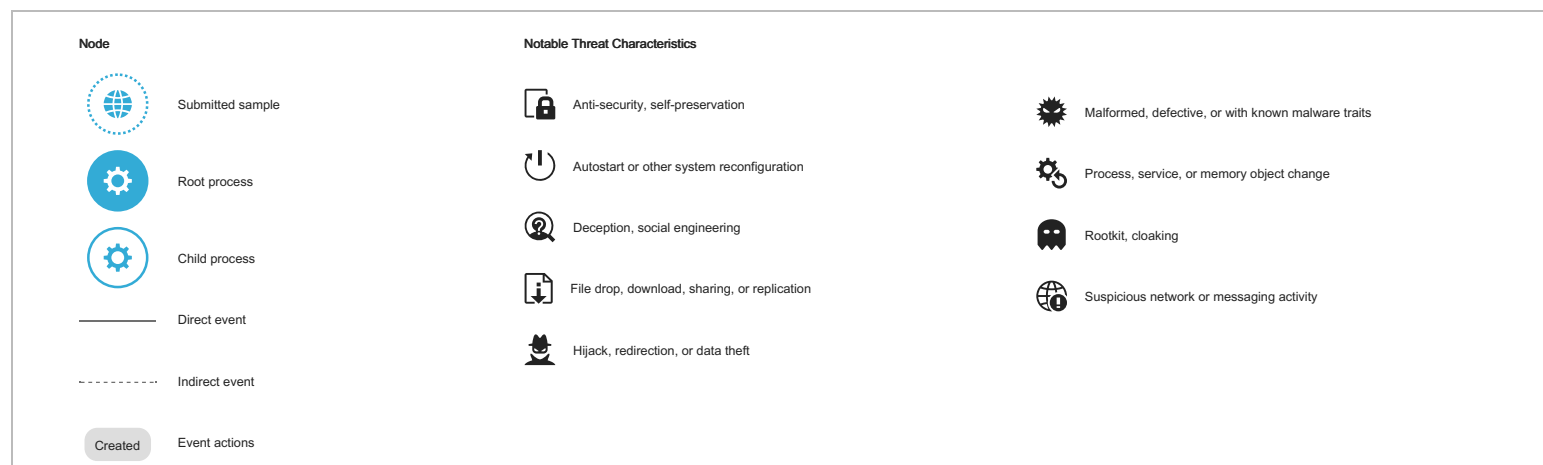 Node
Submitted sample
Root process
Child process
Direct event
Indirect event
Created
Event actions
Notable Threat Characteristics
Anti-security, self-preservation
Autostart or other system reconfiguration
Deception, social engineering
File drop, download, sharing, or replication
Hijack, redirection, or data theft
Malformed, defective, or with known malware traits
Process, service, or memory object change
Rootkit, cloaking
Suspicious network or messaging activity